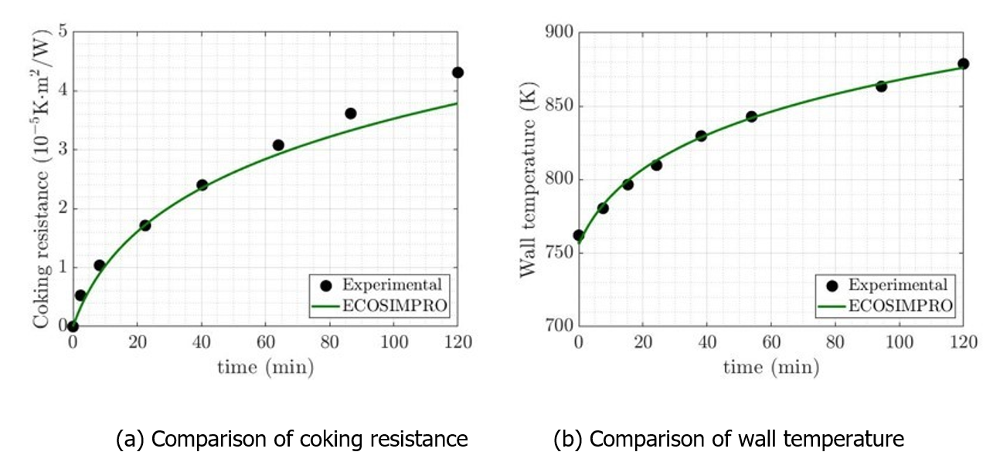 Coking resistance (10⁻⁵K·m²/W)
5
4
3
2
1
0
0 20 40 60 80 100 120
time (min)
Experimental
ECOSIMPRO
(a) Comparison of coking resistance
Wall temperature (K)
900
850
800
750
700
0 20 40 60 80 100 120
time (min)
Experimental
ECOSIMPRO
(b) Comparison of wall temperature